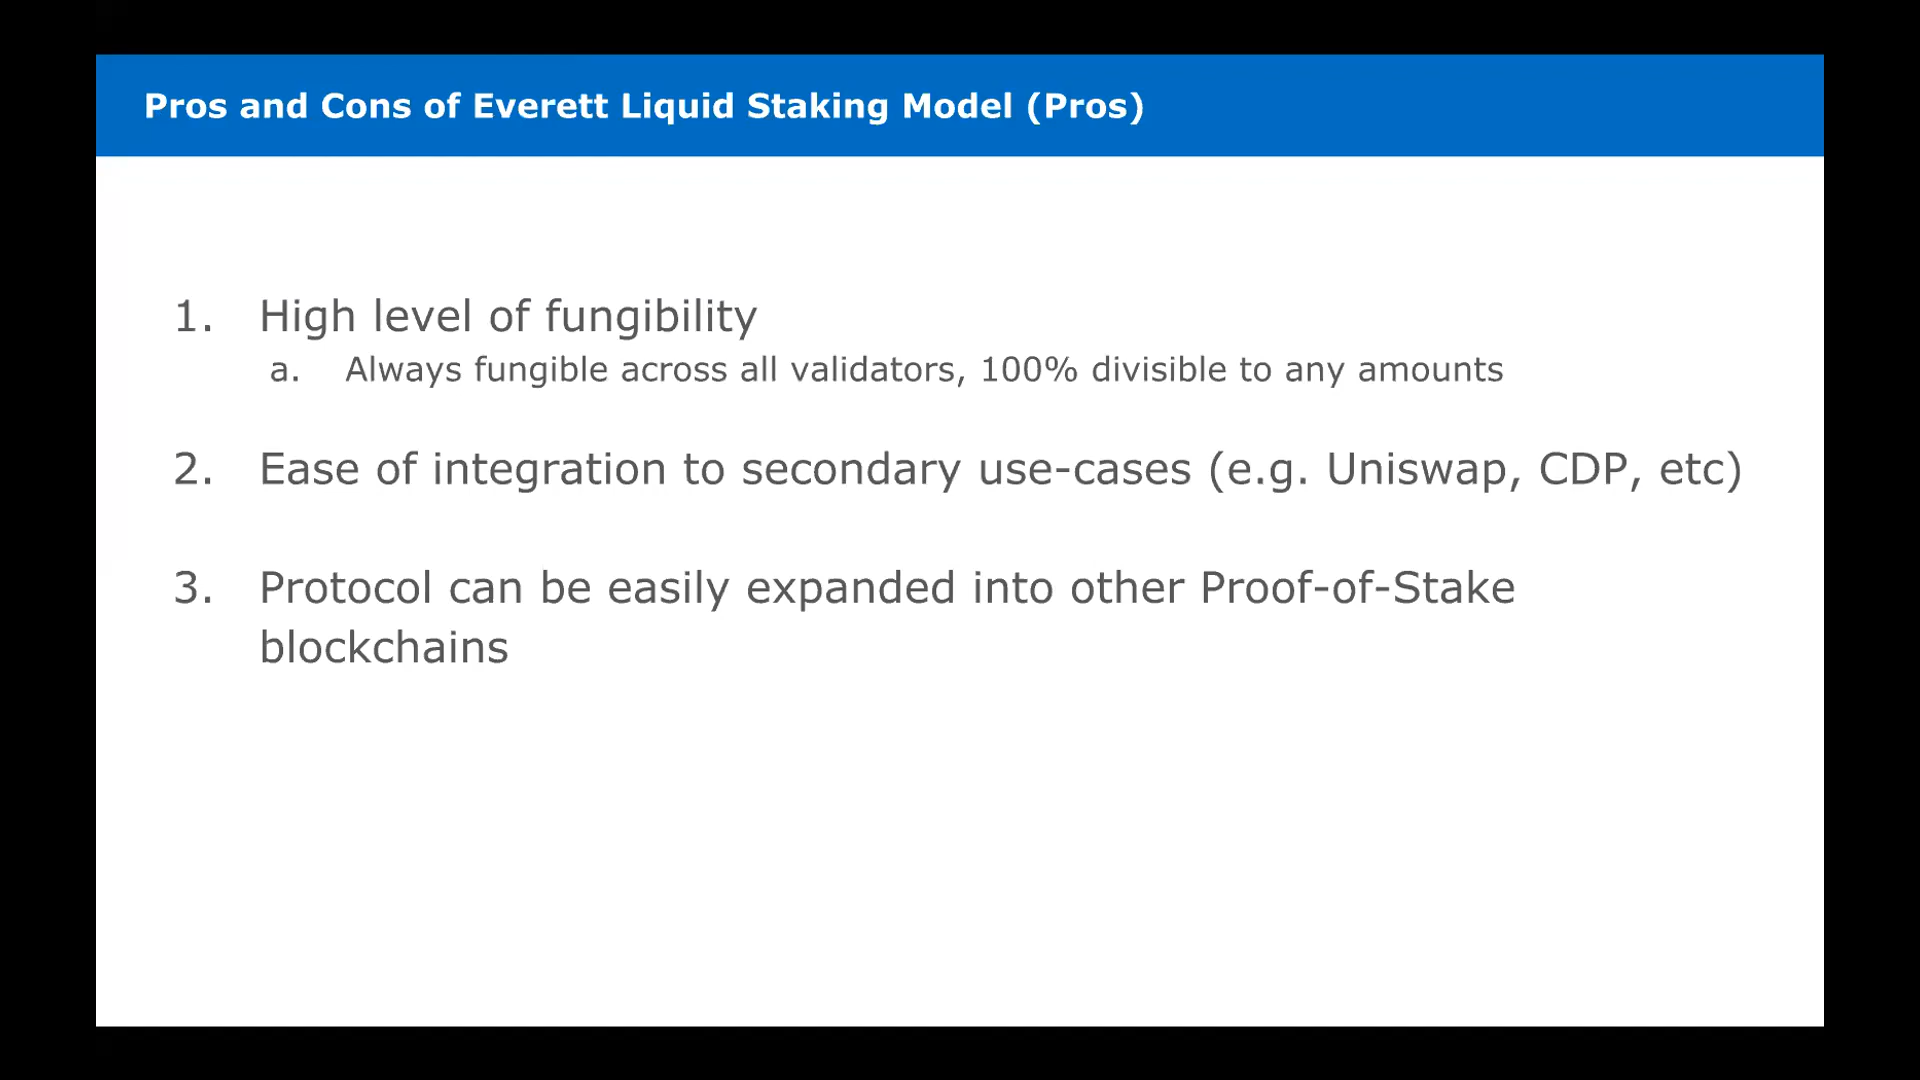 Pros and Cons of Everett Liquid Staking Model (Pros)
1. High level of fungibility
a. Always fungible across all validators, 100% divisible to any amounts
2. Ease of integration to secondary use-cases (e.g. Uniswap, CDP, etc)
3. Protocol can be easily expanded into other Proof-of-Stake
blockchains